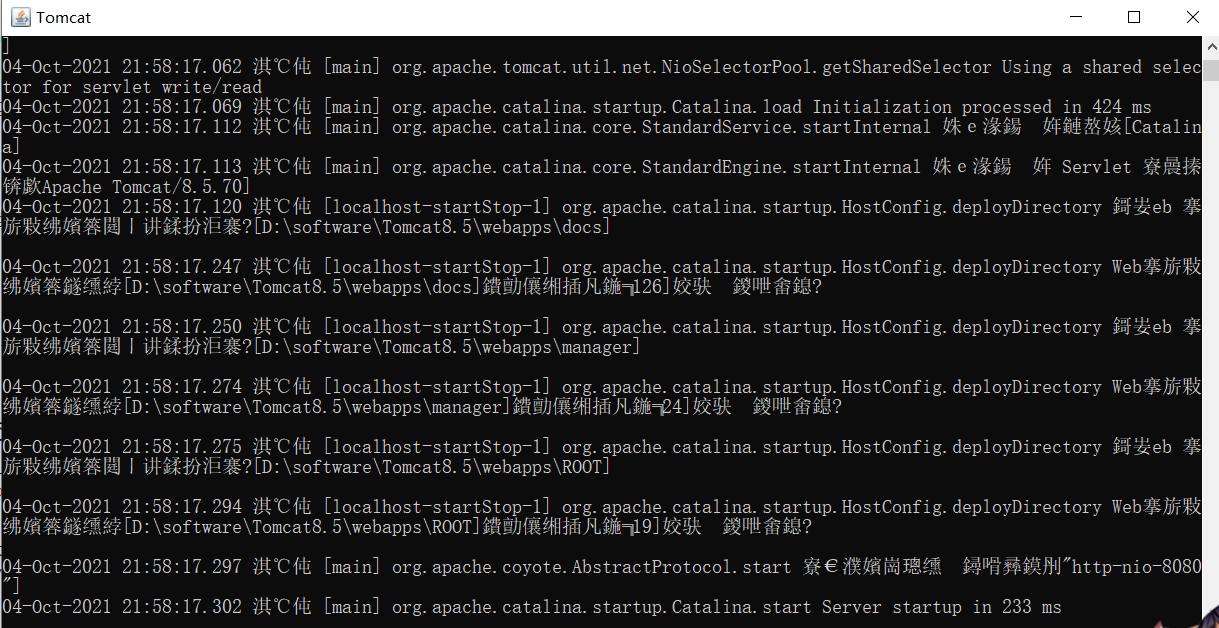 Tomcat
]
04-Oct-2021 21:58:17.062 淇℃伅 [main] org.apache.tomcat.util.net.NioSelectorPool.getSharedSelector Using a shared selec
tor for servlet write/read
04-Oct-2021 21:58:17.069 淇℃伅 [main] org.apache.catalina.startup.Catalina.load Initialization processed in 424 ms
04-Oct-2021 21:58:17.112 淇℃伅 [main] org.apache.catalina.core.StandardService.startInternal 姝ｅ湪鍚 姩鏈嶅姟[Catalin
a]
04-Oct-2021 21:58:17.113 淇℃伅 [main] org.apache.catalina.core.StandardEngine.startInternal 姝ｅ湪鍚 姩 Servlet 寮曟搸
锛歔Apache Tomcat/8.5.70]
04-Oct-2021 21:58:17.120 淇℃伅 [localhost-startStop-1] org.apache.catalina.startup.HostConfig.deployDirectory 鎶妛eb 搴
旂敤绋嬪簭閮ㄧ讲鍒扮洰褰?[D:\software\Tomcat8.5\webapps\docs]
04-Oct-2021 21:58:17.247 淇℃伅 [localhost-startStop-1] org.apache.catalina.startup.HostConfig.deployDirectory Web搴旂敤
绋嬪簭鐩綍[D:\software\Tomcat8.5\webapps\docs]鐨勯儴缃插凡鍦╗126]姣 鍐呭畬鎴?
04-Oct-2021 21:58:17.250 淇℃伅 [localhost-startStop-1] org.apache.catalina.startup.HostConfig.deployDirectory 鎶妛eb 搴
旂敤绋嬪簭閮ㄧ讲鍒扮洰褰?[D:\software\Tomcat8.5\webapps\manager]
04-Oct-2021 21:58:17.274 淇℃伅 [localhost-startStop-1] org.apache.catalina.startup.HostConfig.deployDirectory Web搴旂敤
绋嬪簭鐩綍[D:\software\Tomcat8.5\webapps\manager]鐨勯儴缃插凡鍦╗24]姣 鍐呭畬鎴?
04-Oct-2021 21:58:17.275 淇℃伅 [localhost-startStop-1] org.apache.catalina.startup.HostConfig.deployDirectory 鎶妛eb 搴
旂敤绋嬪簭閮ㄧ讲鍒扮洰褰?[D:\software\Tomcat8.5\webapps\ROOT]
04-Oct-2021 21:58:17.294 淇℃伅 [localhost-startStop-1] org.apache.catalina.startup.HostConfig.deployDirectory Web搴旂敤
绋嬪簭鐩綍[D:\software\Tomcat8.5\webapps\ROOT]鐨勯儴缃插凡鍦╗19]姣 鍐呭畬鎴?
04-Oct-2021 21:58:17.297 淇℃伅 [main] org.apache.coyote.AbstractProtocol.start 寮€濮嬪崗璁 鐞嗗彞鏌刐"http-nio-8080
"]
04-Oct-2021 21:58:17.302 淇℃伅 [main] org.apache.catalina.startup.Catalina.start Server startup in 233 ms